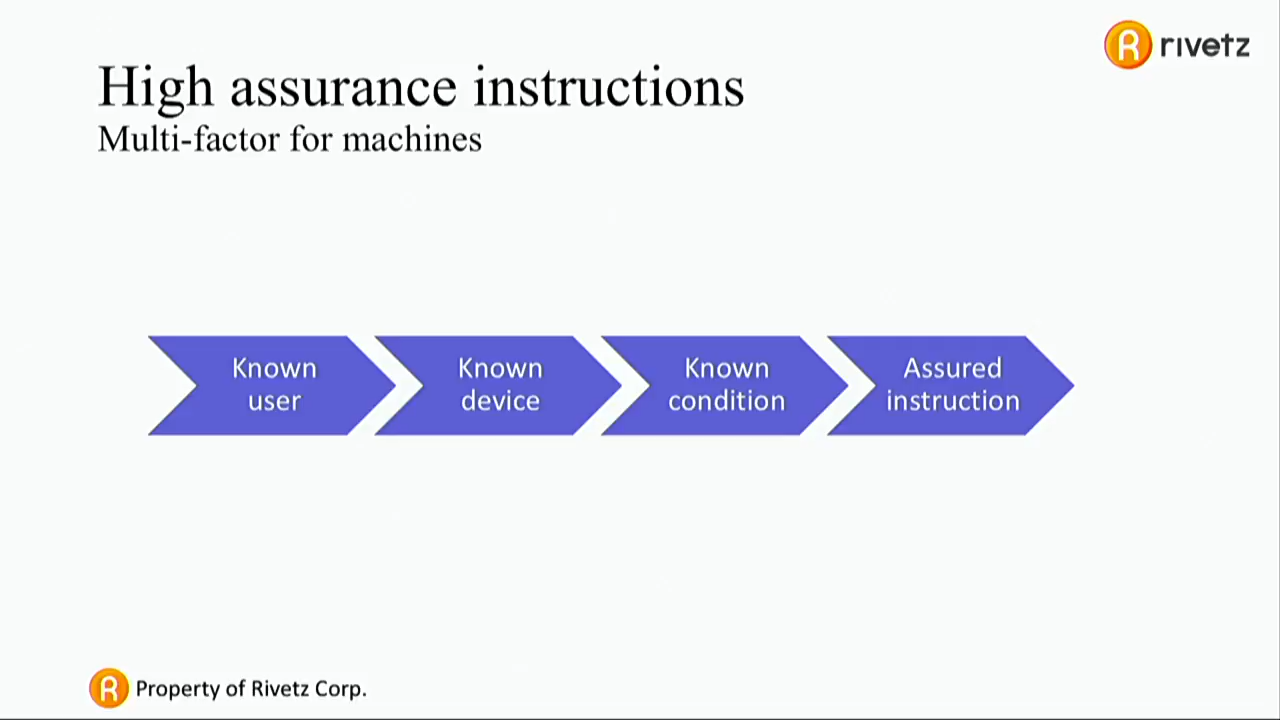 rivetz
High assurance instructions
Multi-factor for machines
Known
user
Known
device
Known
condition
Assured
instruction
Property of Rivetz Corp.